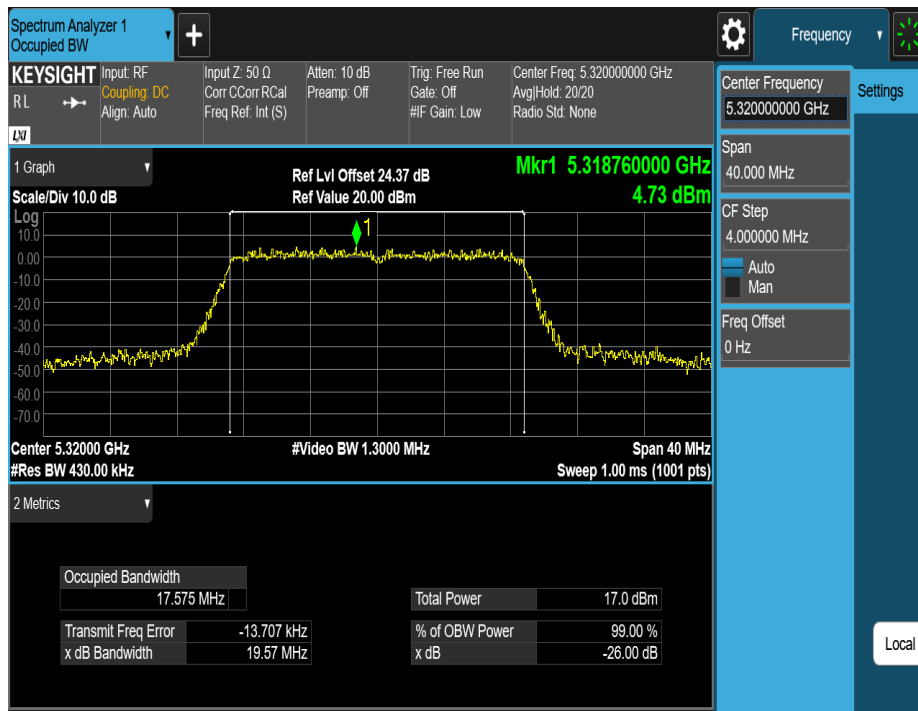 Spectrum Analyzer 1
Occupied BW
+
Frequency
KEYSIGHT
RL
LXI
Input: RF
Coupling: DC
Align: Auto
Input Z: 50 Ω
Corr CCorr RCal
Freq Ref: Int (S)
Atten: 10 dB
Preamp: Off
Trig: Free Run
Gate: Off
#IF Gain: Low
Center Freq: 5.320000000 GHz
Avg|Hold: 20/20
Radio Std: None
Center Frequency
5.320000000 GHz
Settings
Span
40.000 MHz
CF Step
4.000000 MHz
Auto
Man
Freq Offset
0 Hz
Local
1 Graph
Scale/Div 10.0 dB
Ref Lvl Offset 24.37 dB
Ref Value 20.00 dBm
Mkr1 5.318760000 GHz
4.73 dBm
Log
10.0
0.00
-10.0
-20.0
-30.0
-40.0
-50.0
-60.0
-70.0
1
Center 5.32000 GHz
#Res BW 430.00 kHz
#Video BW 1.3000 MHz
Span 40 MHz
Sweep 1.00 ms (1001 pts)
2 Metrics
Occupied Bandwidth
17.575 MHz
Transmit Freq Error -13.707 kHz
x dB Bandwidth 19.57 MHz
Total Power 17.0 dBm
% of OBW Power 99.00 %
x dB -26.00 dB